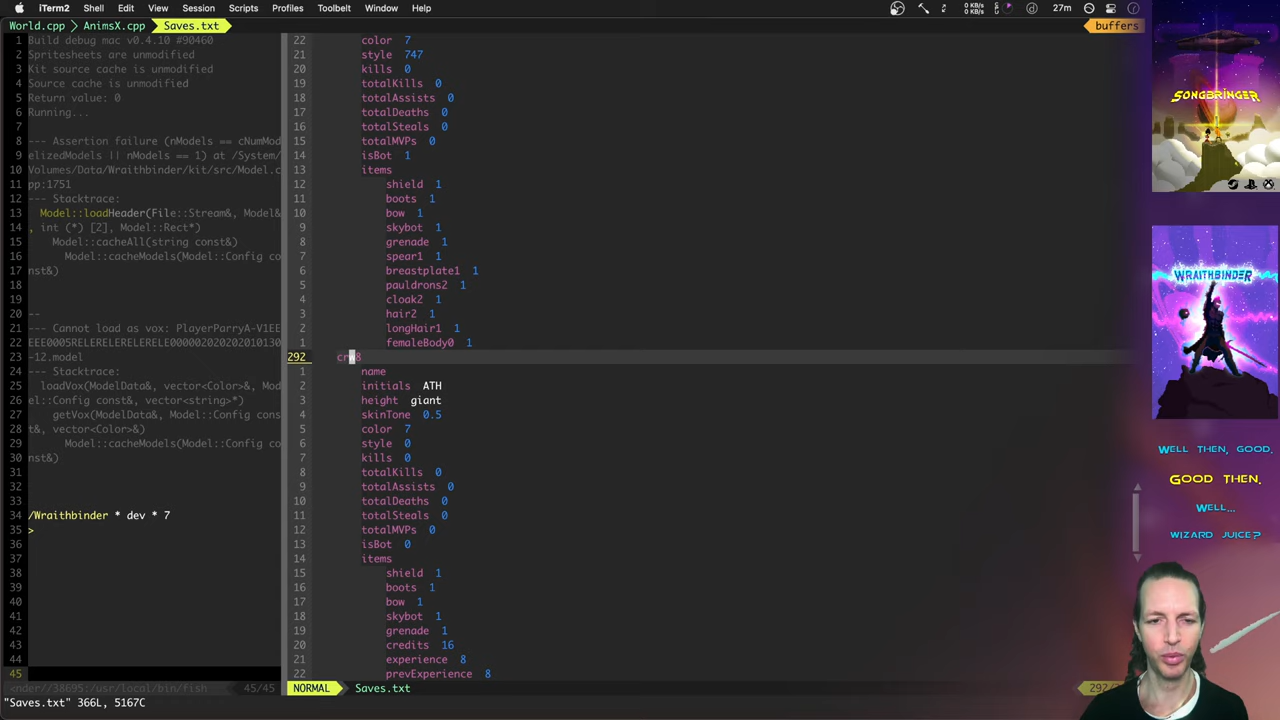 iTerm2 Shell Edit View Session Scripts Profiles Toolbelt Window Help 0 KB/s 0 KB/s 27m
World.cpp AnimsX.cpp Saves.txt buffers
1 Build debug mac v0.4.10 #90460
2 Spritesheets are unmodified
3 Kit source cache is unmodified
4 Source cache is unmodified
5 Return value: 0
6 Running...
7
8 --- Assertion failure (nModels == cNumMod
9 elizedModels || nModels == 1) at /System/
10 Volumes/Data/Wraithbinder/kit/src/Model.c
11 pp:1751
12 --- Stacktrace:
13 Model::loadHeader(File::Stream&, Model&
14 , int (*) [2], Model::Rect*)
15 Model::cacheAll(string const&)
16 Model::cacheModels(Model::Config co
17 nst&)
18
19
20 --
21 --- Cannot load as vox: PlayerParryA-V1EE
22 EEE0005RELERELERELERELE0000020202020101030
23 -12.model
24 --- Stacktrace:
25 loadVox(ModelData&, vector<Color>&, Mod
26 el::Config const&, vector<string>*)
27 getVox(ModelData&, Model::Config cons
28 t&, vector<Color>&)
29 Model::cacheModels(Model::Config co
30 nst&)
31
32
33
34 /Wraithbinder * dev * 7
35 >
36
37
38
39
40
41
42
43
44
45
nder//38695:/usr/local/bin/fish 45/45
"Saves.txt" 366L, 5167C
22 color 7
21 style 747
20 kills 0
19 totalKills 0
18 totalAssists 0
17 totalDeaths 0
16 totalSteals 0
15 totalMVPs 0
14 isBot 1
13 items
12 shield 1
11 boots 1
10 bow 1
9 skybot 1
8 grenade 1
7 spear1 1
6 breastplate1 1
5 pauldrons2 1
4 cloak2 1
3 hair2 1
2 longHair1 1
1 femaleBody0 1
292 crw8
1 name
2 initials ATH
3 height giant
4 skinTone 0.5
5 color 7
6 style 0
7 kills 0
8 totalKills 0
9 totalAssists 0
10 totalDeaths 0
11 totalSteals 0
12 totalMVPs 0
13 isBot 0
14 items
15 shield 1
16 boots 1
17 bow 1
18 skybot 1
19 grenade 1
20 credits 16
21 experience 8
22 prevExperience 8
NORMAL Saves.txt 292/
SONGBRINGER
WRAITHBINDER
WELL THEN, GOOD.
GOOD THEN.
WELL...
WIZARD JUICE?